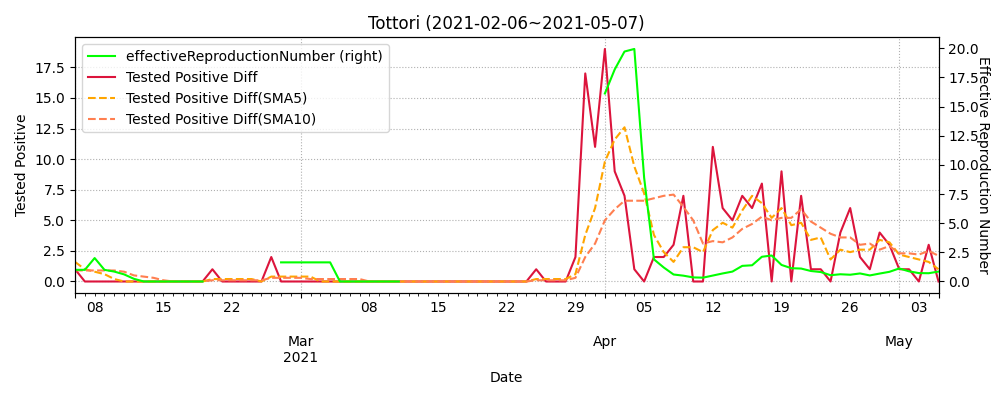 Tottori (2021-02-06~2021-05-07)
effectiveReproductionNumber (right)
Tested Positive Diff
Tested Positive Diff(SMA5)
Tested Positive Diff(SMA10)
Tested Positive
17.5
15.0
12.5
10.0
7.5
5.0
2.5
0.0
20.0
17.5
15.0
12.5
10.0
7.5
5.0
2.5
0.0
Effective Reproduction Number
08 15 22 08 15 22 29 05 12 19 26 03
Mar Apr May
2021
Date